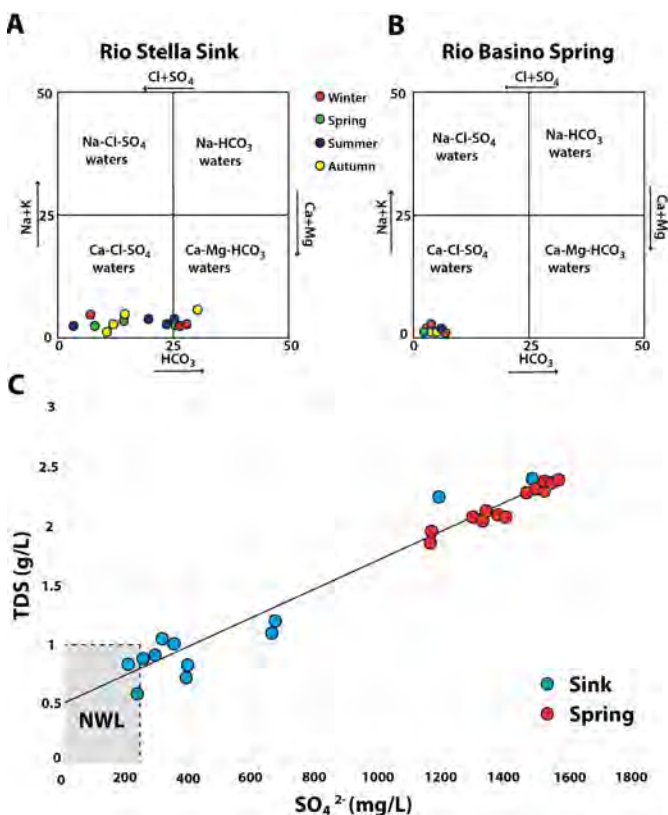 A
Rio Stella Sink
Cl+SO4
50
Na-Cl-SO4
waters
Na-HCO3
waters
25
Na+K
Ca+Mg
Ca-Cl-SO4
waters
Ca-Mg-HCO3
waters
0
0
25
50
HCO3
Winter
Spring
Summer
Autumn
B
Rio Basino Spring
Cl+SO4
50
Na-Cl-SO4
waters
Na-HCO3
waters
25
Na+K
Ca+Mg
Ca-Cl-SO4
waters
Ca-Mg-HCO3
waters
0
0
25
50
HCO3
C
3
2.5
2
1.5
1
0.5
0
TDS (g/L)
NWL
Sink
Spring
0 200 400 600 800 1000 1200 1400 1600 1800
SO4 2- (mg/L)